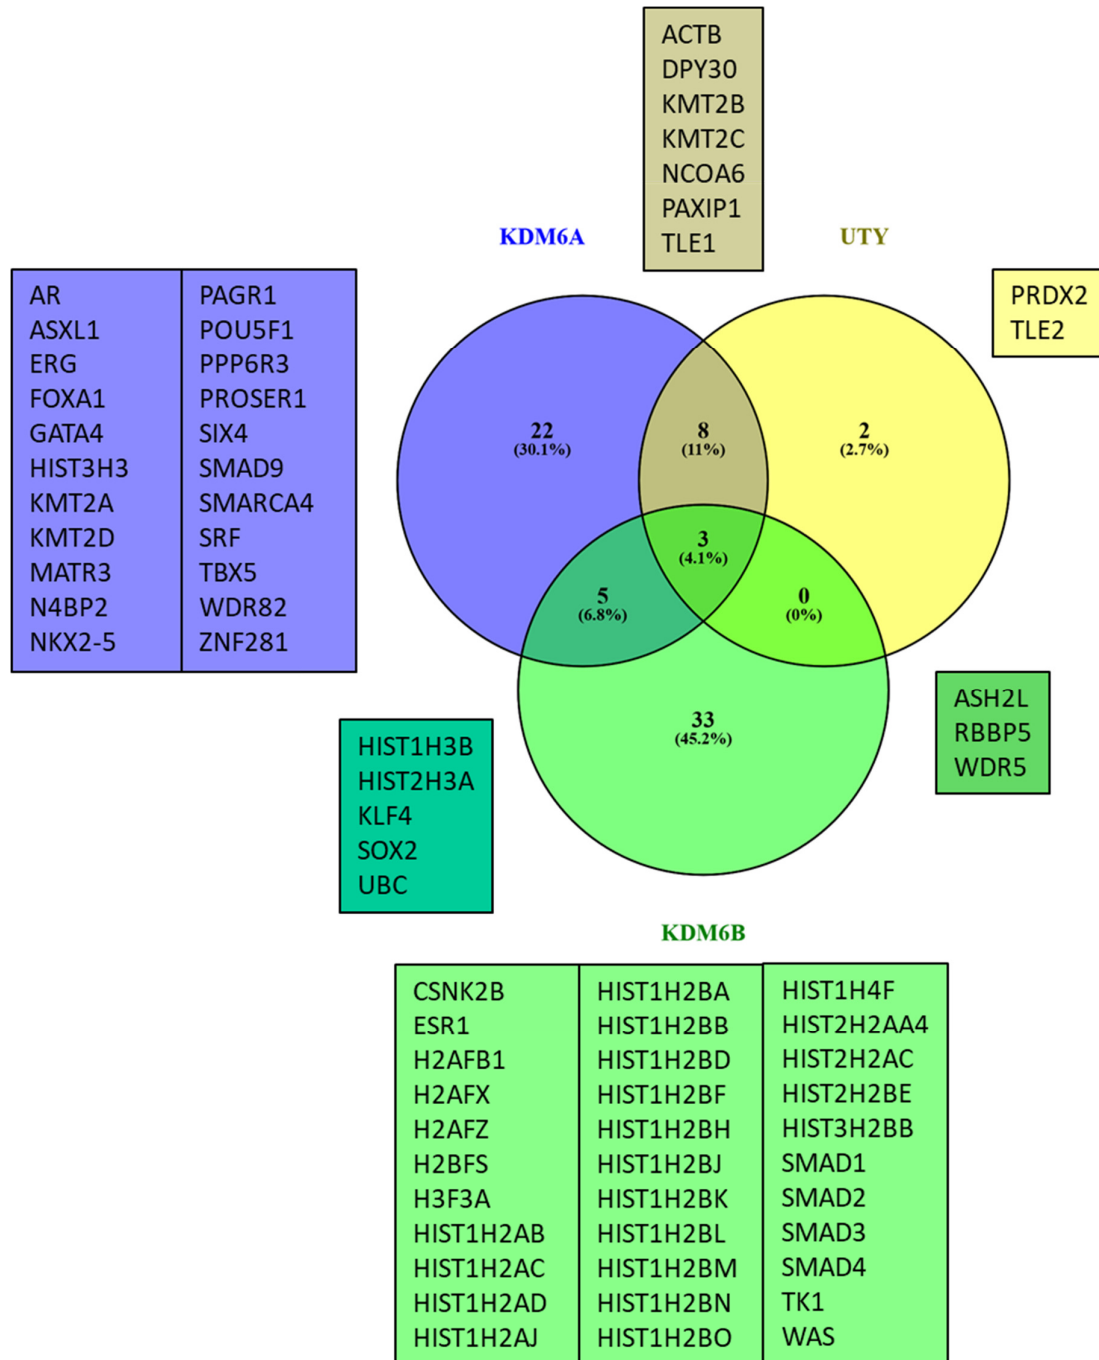 ACTB
DPY30
KMT2B
KMT2C
NCOA6
PAXIP1
TLE1
KDM6A
UTY
AR
ASXL1
ERG
FOXA1
GATA4
HIST3H3
KMT2A
KMT2D
MATR3
N4BP2
NKX2-5
PAGR1
POU5F1
PPP6R3
PROSER1
SIX4
SMAD9
SMARCA4
SRF
TBX5
WDR82
ZNF281
PRDX2
TLE2
22
(30.1%)
8
(11%)
2
(2.7%)
3
(4.1%)
5
(6.8%)
0
(0%)
33
(45.2%)
ASH2L
RBBP5
WDR5
HIST1H3B
HIST2H3A
KLF4
SOX2
UBC
KDM6B
CSNK2B
ESR1
H2AFB1
H2AFX
H2AFZ
H2BFS
H3F3A
HIST1H2AB
HIST1H2AC
HIST1H2AD
HIST1H2AJ
HIST1H2BA
HIST1H2BB
HIST1H2BD
HIST1H2BF
HIST1H2BH
HIST1H2BJ
HIST1H2BK
HIST1H2BL
HIST1H2BM
HIST1H2BN
HIST1H2BO
HIST1H4F
HIST2H2AA4
HIST2H2AC
HIST2H2BE
HIST3H2BB
SMAD1
SMAD2
SMAD3
SMAD4
TK1
WAS